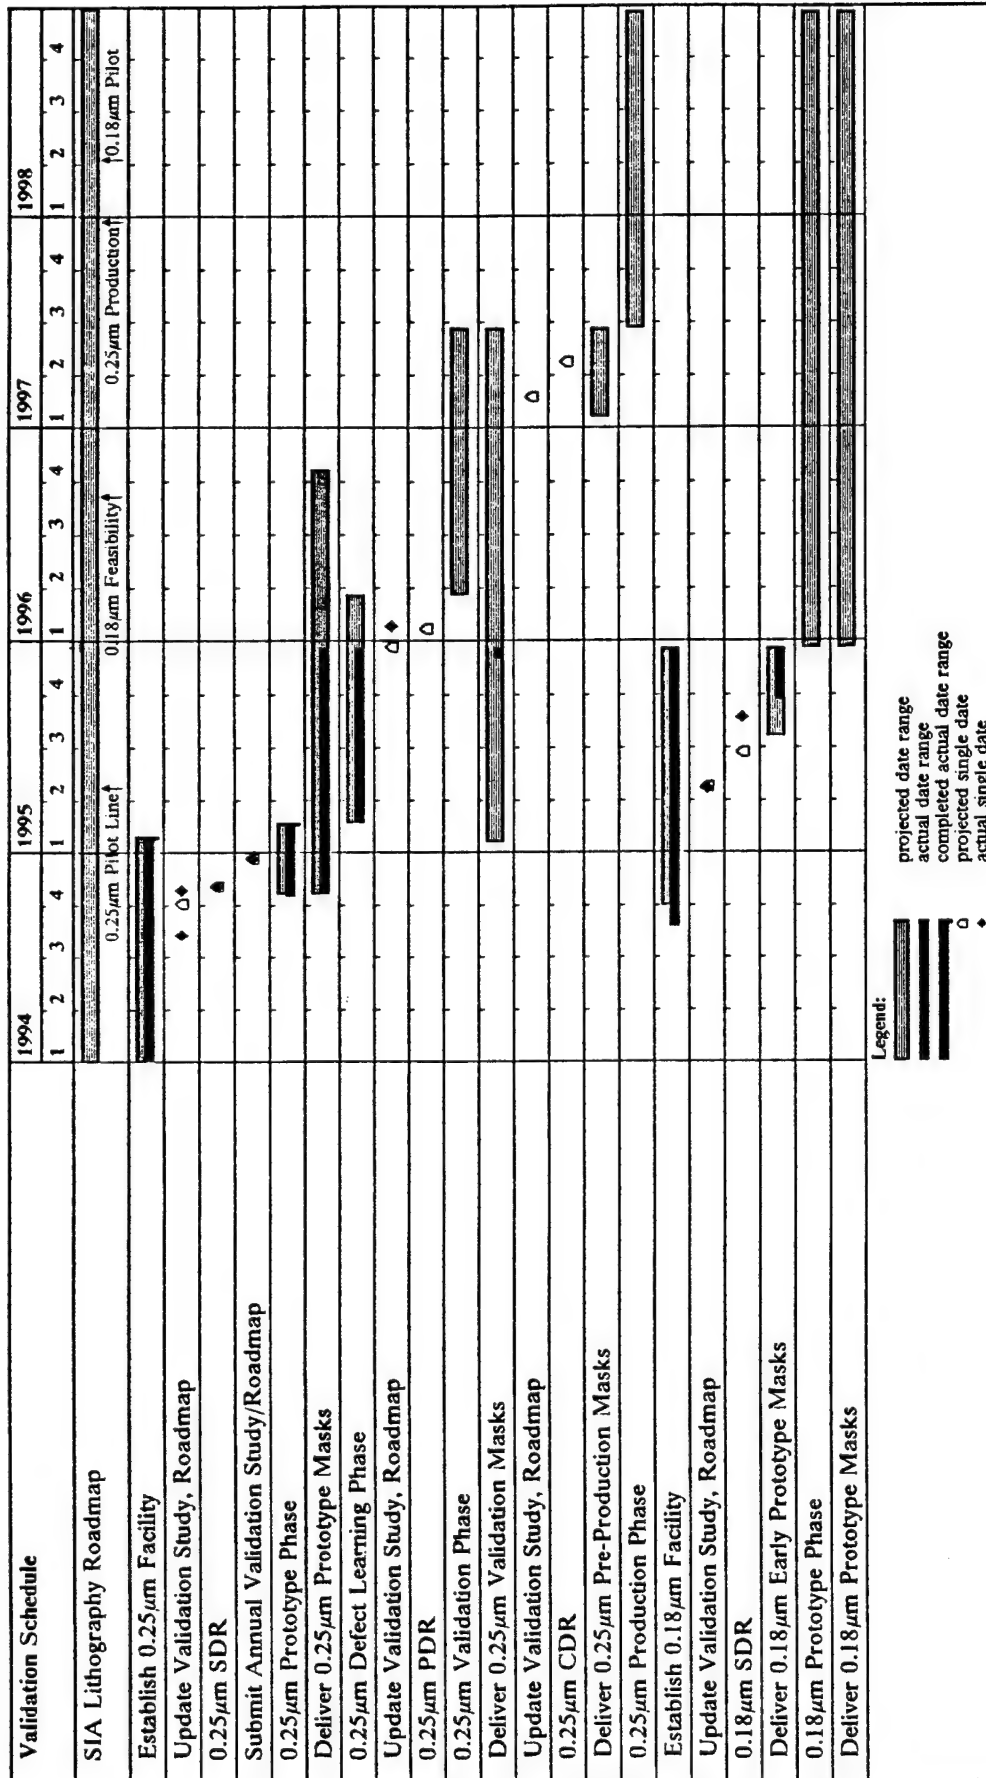 Validation Schedule 1994 1995 1996 1997 1998
1 2 3 4 1 2 3 4 1 2 3 4 1 2 3 4 1 2 3 4
SIA Lithography Roadmap
0.25μm Pilot Line↑ 0.18μm Feasibility↑ 0.25μm Production↑ ↑0.18μm Pilot
Establish 0.25μm Facility
Update Validation Study, Roadmap
0.25μm SDR
Submit Annual Validation Study/Roadmap
0.25μm Prototype Phase
Deliver 0.25μm Prototype Masks
0.25μm Defect Learning Phase
Update Validation Study, Roadmap
0.25μm PDR
0.25μm Validation Phase
Deliver 0.25μm Validation Masks
Update Validation Study, Roadmap
0.25μm CDR
Deliver 0.25μm Pre-Production Masks
0.25μm Production Phase
Establish 0.18μm Facility
Update Validation Study, Roadmap
0.18μm SDR
Deliver 0.18μm Early Prototype Masks
0.18μm Prototype Phase
Deliver 0.18μm Prototype Masks
Legend:
projected date range
actual date range
completed actual date range
projected single date
actual single date